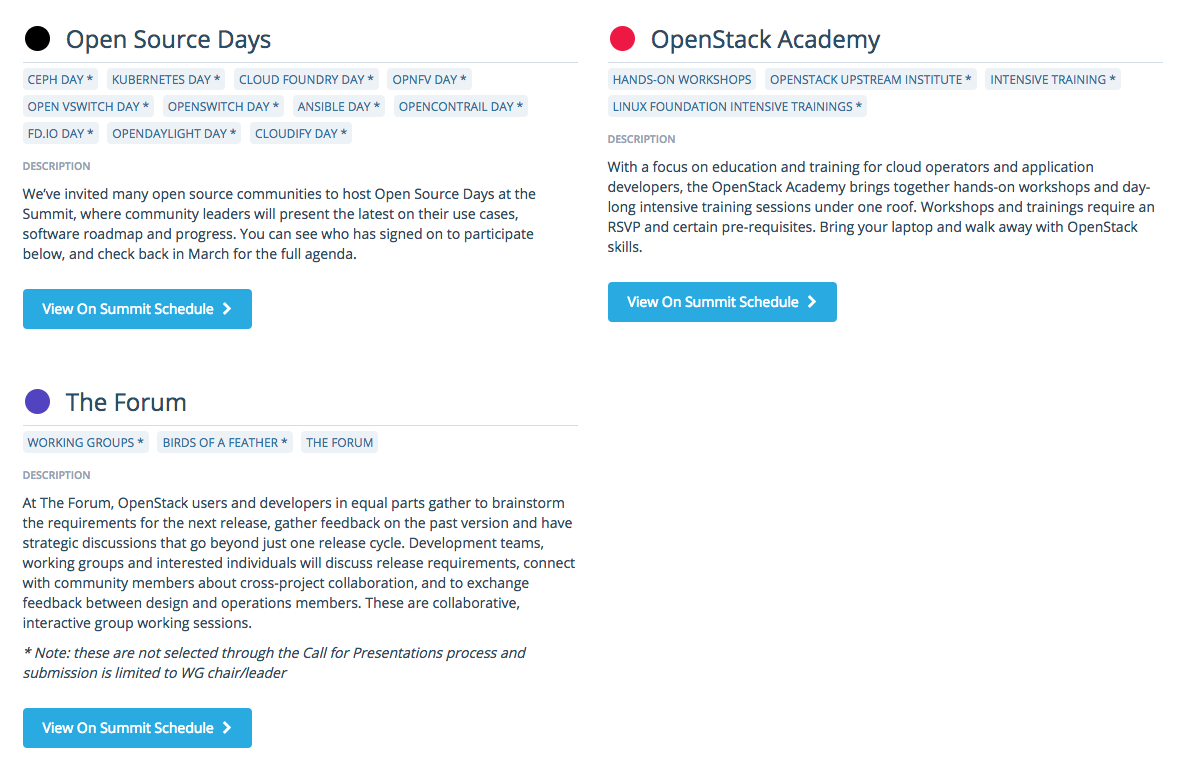 Open Source Days
CEPH DAY * KUBERNETES DAY * CLOUD FOUNDRY DAY * OPNFV DAY *
OPEN VSWITCH DAY * OPENSWITCH DAY * ANSIBLE DAY * OPENCONTRAIL DAY *
FD.IO DAY * OPENDAYLIGHT DAY * CLOUDIFY DAY *
DESCRIPTION
We’ve invited many open source communities to host Open Source Days at the
Summit, where community leaders will present the latest on their use cases,
software roadmap and progress. You can see who has signed on to participate
below, and check back in March for the full agenda.
View On Summit Schedule
OpenStack Academy
HANDS-ON WORKSHOPS OPENSTACK UPSTREAM INSTITUTE * INTENSIVE TRAINING *
LINUX FOUNDATION INTENSIVE TRAININGS *
DESCRIPTION
With a focus on education and training for cloud operators and application
developers, the OpenStack Academy brings together hands-on workshops and day-
long intensive training sessions under one roof. Workshops and trainings require an
RSVP and certain pre-requisites. Bring your laptop and walk away with OpenStack
skills.
View On Summit Schedule
The Forum
WORKING GROUPS * BIRDS OF A FEATHER * THE FORUM
DESCRIPTION
At The Forum, OpenStack users and developers in equal parts gather to brainstorm
the requirements for the next release, gather feedback on the past version and have
strategic discussions that go beyond just one release cycle. Development teams,
working groups and interested individuals will discuss release requirements, connect
with community members about cross-project collaboration, and to exchange
feedback between design and operations members. These are collaborative,
interactive group working sessions.
* Note: these are not selected through the Call for Presentations process and
submission is limited to WG chair/leader
View On Summit Schedule